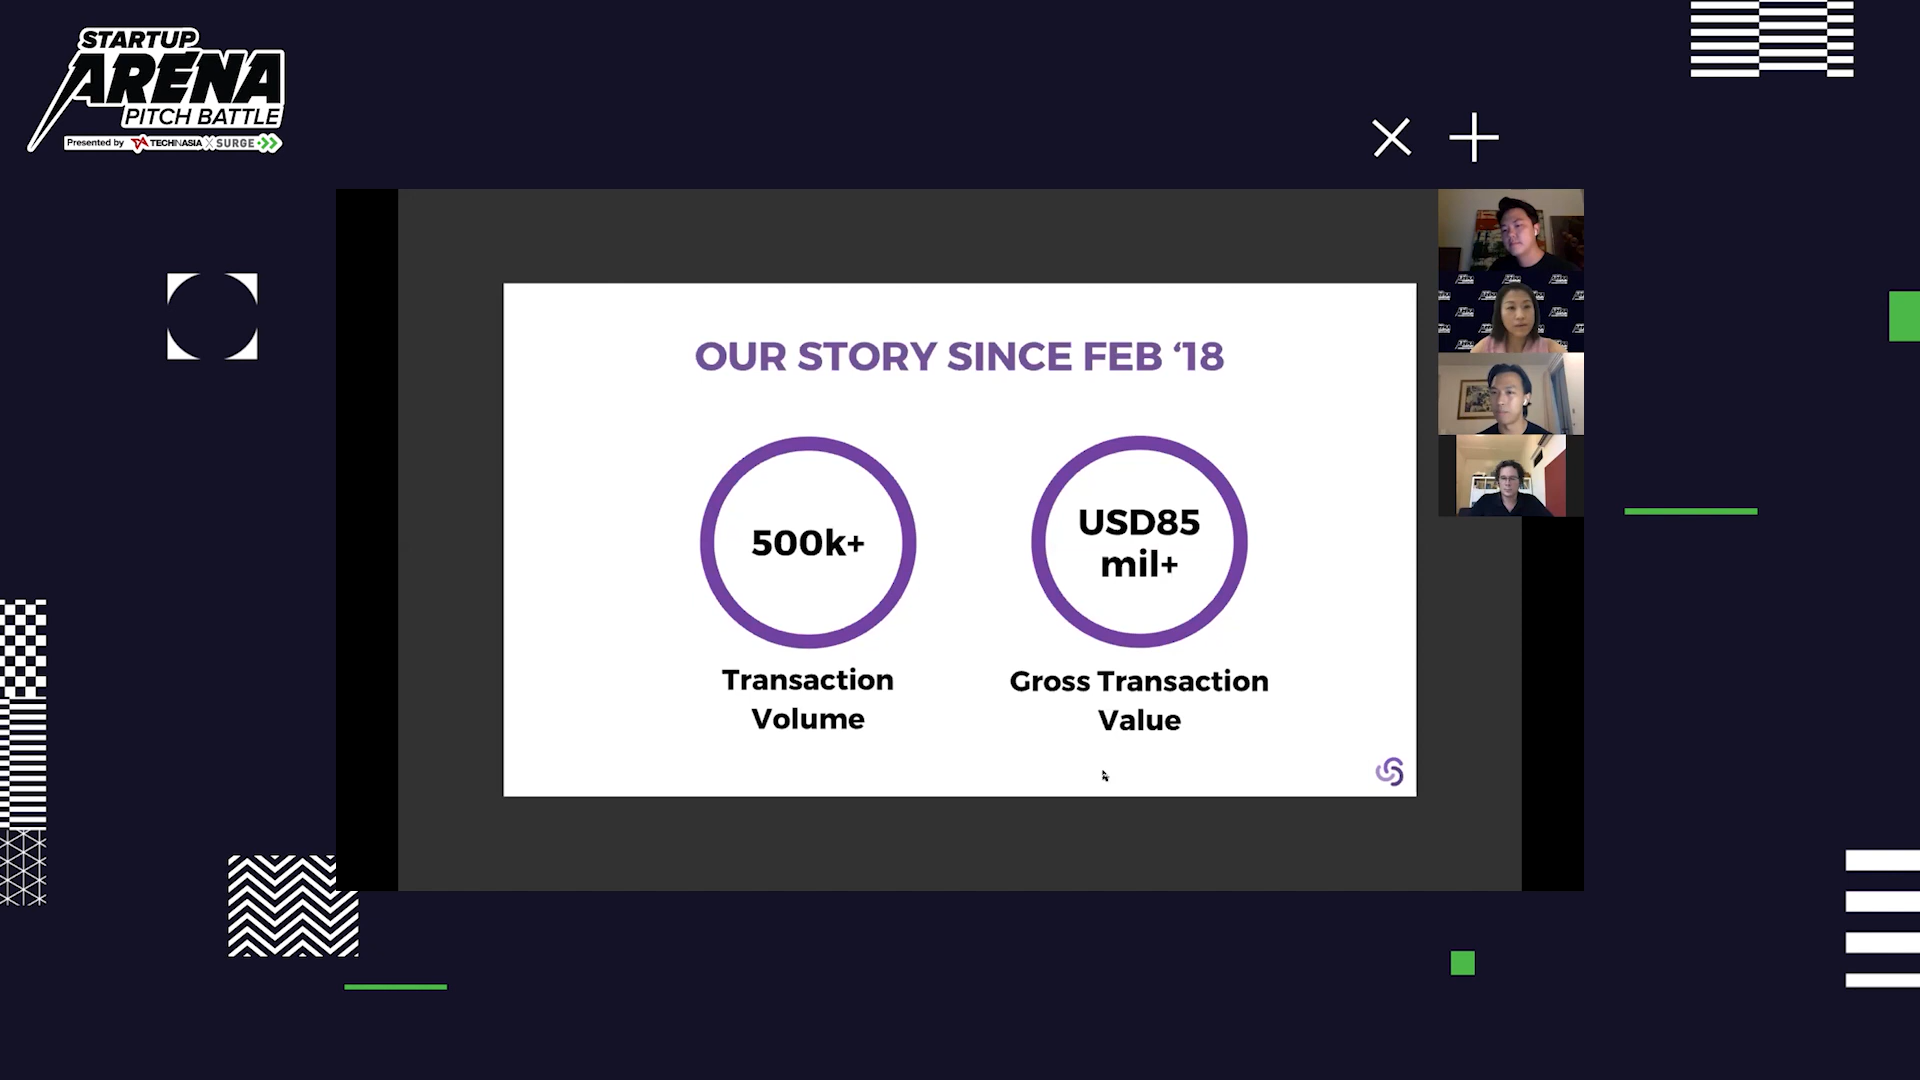 STARTUP
ARENA
PITCH BATTLE
Presented by TECHINASIA X SURGE
OUR STORY SINCE FEB ‘18
500k+
USD85
mil+
Transaction
Volume
Gross Transaction
Value